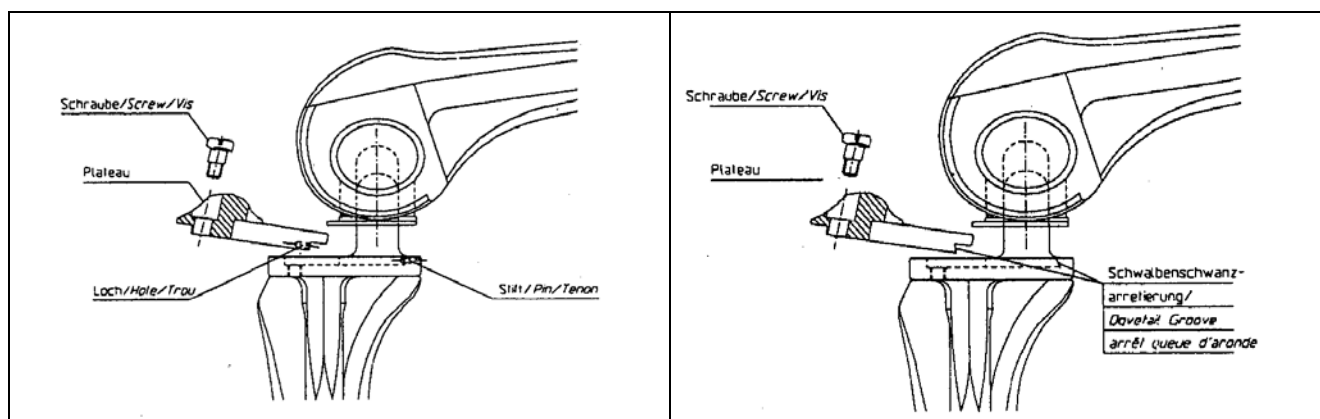 Schraube/Screw/Vis
Plateau
Loch/Hole/Trou
Stift/Pin/Tenon
Schraube/Screw/Vis
Plateau
Schwalbenschwanz-
arretierung/
Dovetail Groove
arrêt queue d'aronde